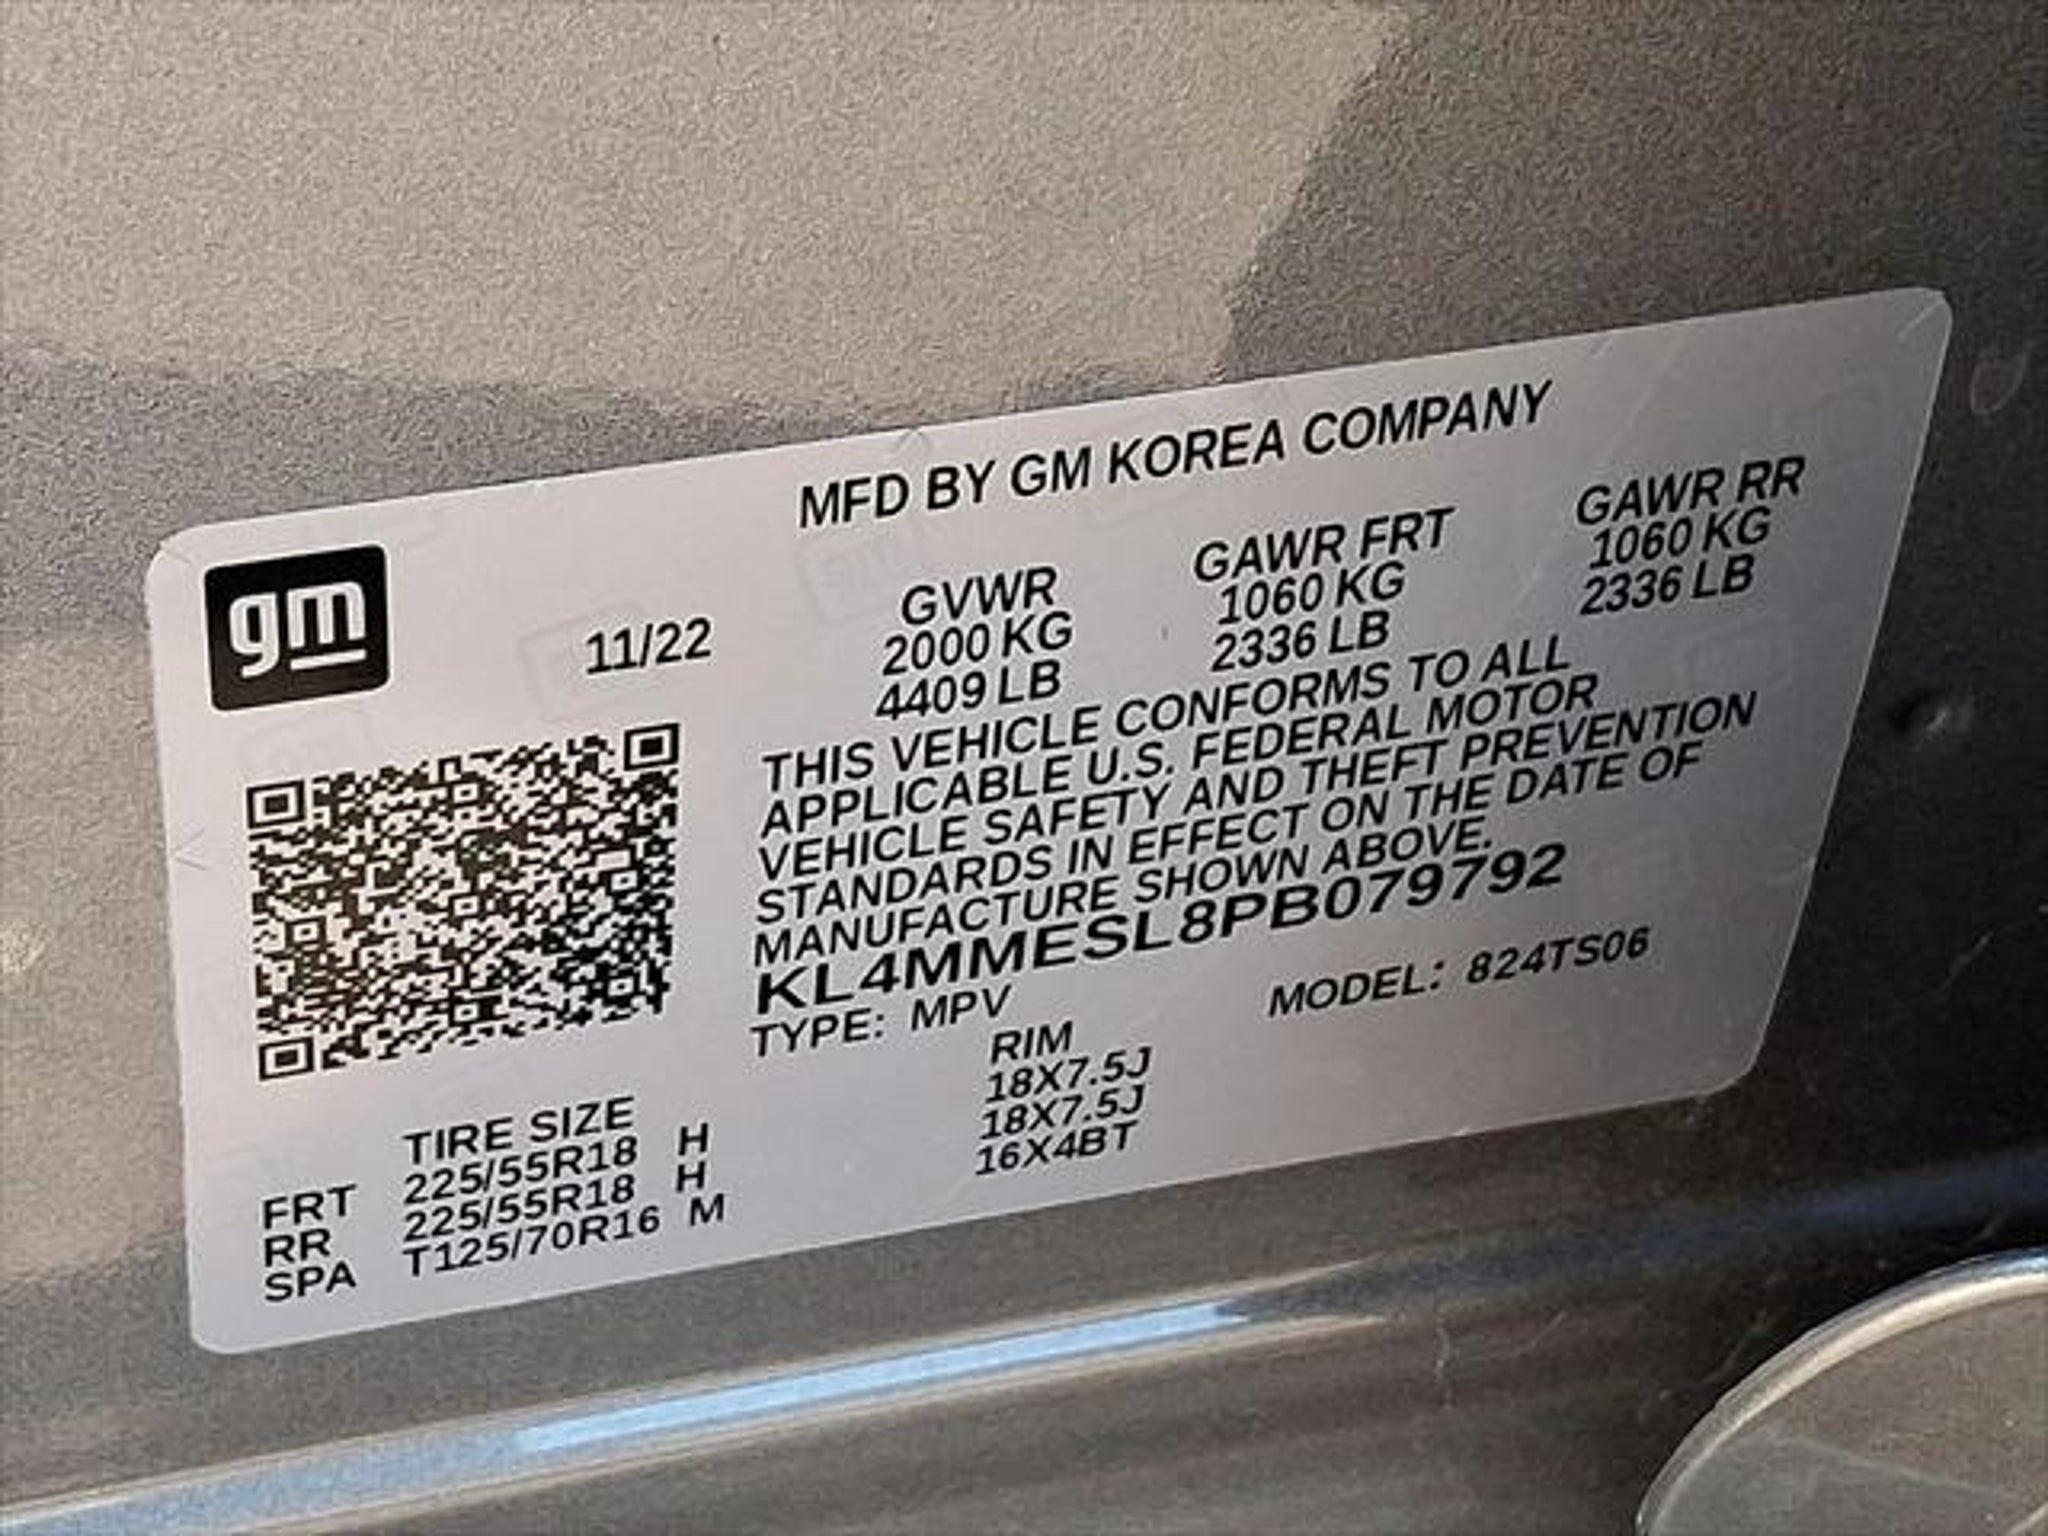 MFD BY GM KOREA COMPANY
gm
11/22
GVWR GAWR FRT GAWR RR
2000 KG 1060 KG 1060 KG
4409 LB 2336 LB 2336 LB
THIS VEHICLE CONFORMS TO ALL
APPLICABLE U.S. FEDERAL MOTOR
VEHICLE SAFETY AND THEFT PREVENTION
STANDARDS IN EFFECT ON THE DATE OF
MANUFACTURE SHOWN ABOVE.
KL4MMESL8PB079792
TYPE: MPV MODEL: 824TS06
TIRE SIZE RIM
FRT 225/55R18 H 18X7.5J
RR 225/55R18 H 18X7.5J
SPA T125/70R16 M 16X4BT